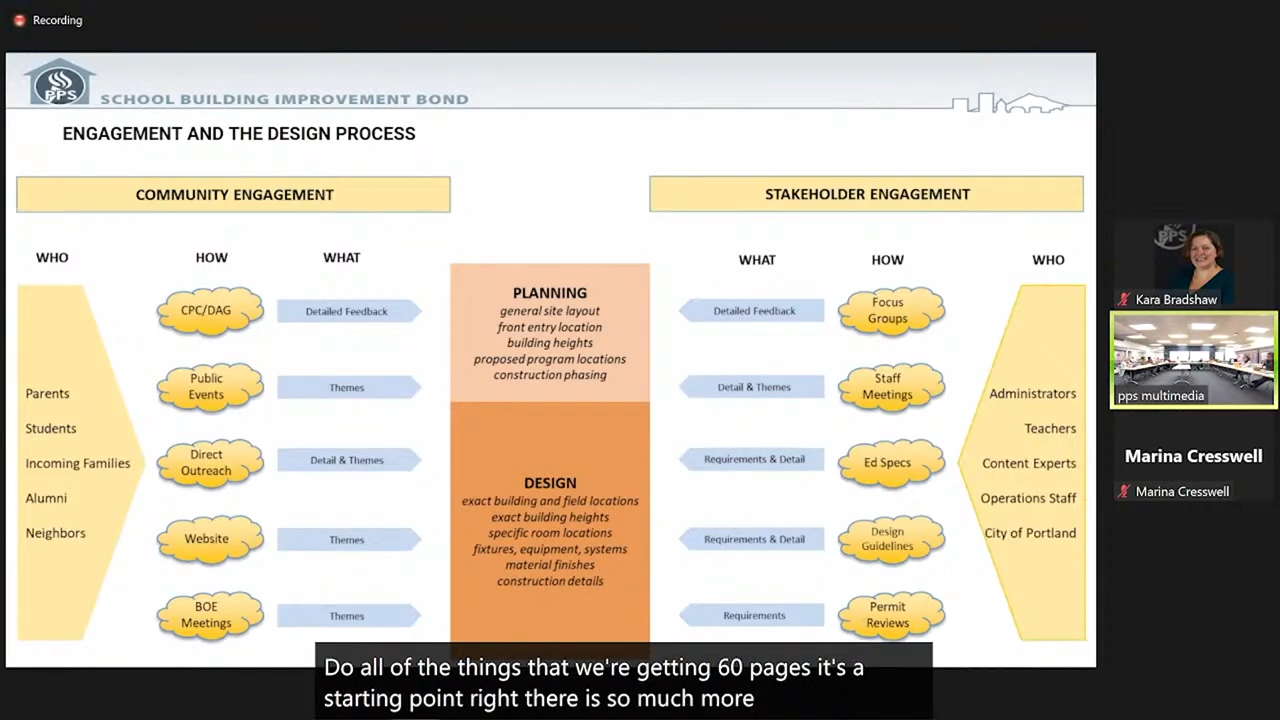 Recording
PPS
SCHOOL BUILDING IMPROVEMENT BOND
ENGAGEMENT AND THE DESIGN PROCESS
COMMUNITY ENGAGEMENT
STAKEHOLDER ENGAGEMENT
WHO
HOW
WHAT
WHAT
HOW
WHO
Parents
Students
Incoming Families
Alumni
Neighbors
CPC/DAG
Detailed Feedback
Public
Events
Themes
Direct
Outreach
Detail & Themes
Website
Themes
BOE
Meetings
Themes
PLANNING
general site layout
front entry location
building heights
proposed program locations
construction phasing
DESIGN
exact building and field locations
exact building heights
specific room locations
fixtures, equipment, systems
material finishes
construction details
Detailed Feedback
Focus
Groups
Detail & Themes
Staff
Meetings
Requirements & Detail
Ed Specs
Requirements & Detail
Design
Guidelines
Requirements
Permit
Reviews
Administrators
Teachers
Content Experts
Operations Staff
City of Portland
PPS
Kara Bradshaw
pps multimedia
Marina Cresswell
Marina Cresswell
Do all of the things that we're getting 60 pages it's a
starting point right there is so much more